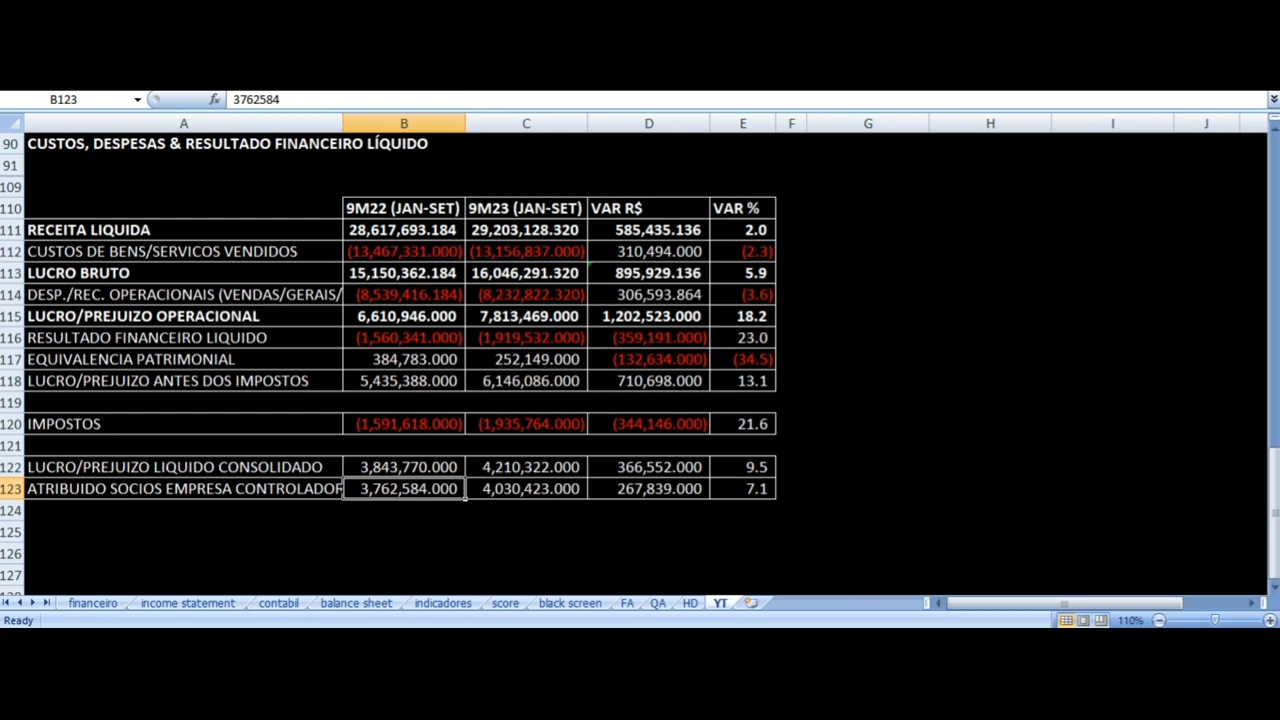 B123 fx 3762584
A B C D E F G H I J
90 CUSTOS, DESPESAS & RESULTADO FINANCEIRO LÍQUIDO
91
109
110 9M22 (JAN-SET) 9M23 (JAN-SET) VAR R$ VAR %
111 RECEITA LIQUIDA 28,617,693.184 29,203,128.320 585,435.136 2.0
112 CUSTOS DE BENS/SERVICOS VENDIDOS (13,467,331.000) (13,156,837.000) 310,494.000 (2.3)
113 LUCRO BRUTO 15,150,362.184 16,046,291.320 895,929.136 5.9
114 DESP./REC. OPERACIONAIS (VENDAS/GERAIS/ (8,539,416.184) (8,232,822.320) 306,593.864 (3.6)
115 LUCRO/PREJUIZO OPERACIONAL 6,610,946.000 7,813,469.000 1,202,523.000 18.2
116 RESULTADO FINANCEIRO LIQUIDO (1,560,341.000) (1,919,532.000) (359,191.000) 23.0
117 EQUIVALENCIA PATRIMONIAL 384,783.000 252,149.000 (132,634.000) (34.5)
118 LUCRO/PREJUIZO ANTES DOS IMPOSTOS 5,435,388.000 6,146,086.000 710,698.000 13.1
119
120 IMPOSTOS (1,591,618.000) (1,935,764.000) (344,146.000) 21.6
121
122 LUCRO/PREJUIZO LIQUIDO CONSOLIDADO 3,843,770.000 4,210,322.000 366,552.000 9.5
123 ATRIBUIDO SOCIOS EMPRESA CONTROLADOR 3,762,584.000 4,030,423.000 267,839.000 7.1
124
125
126
127
financeiro income statement contabil balance sheet indicadores score black screen FA QA HD YT
Ready 110%